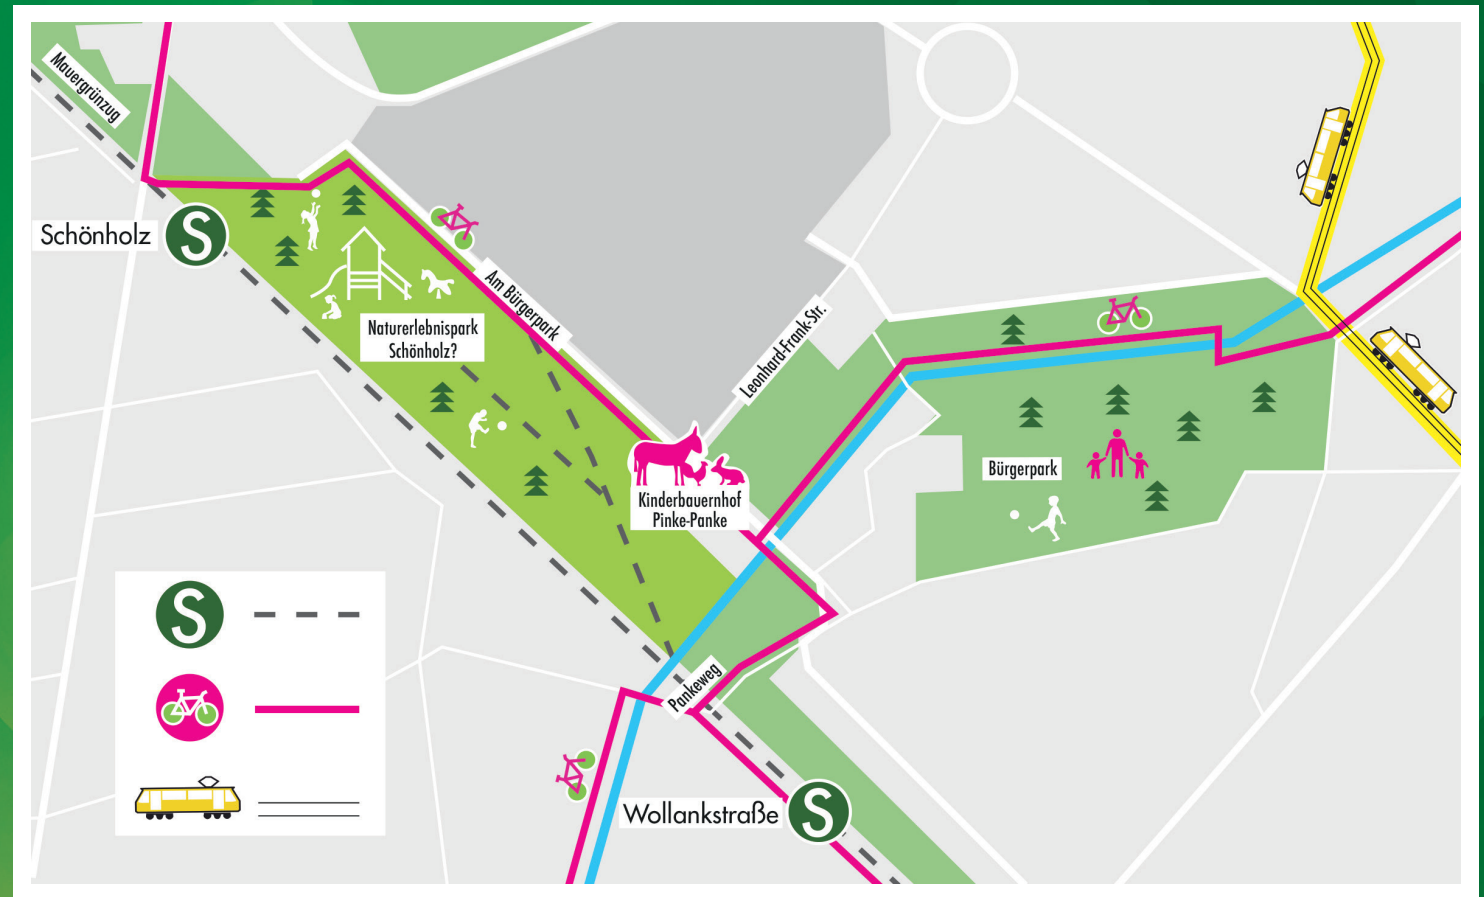 Mauergrünzug
Schönholz
S
Am Bürgerpark
Naturerlebnispark
Schönholz?
Leonhard-Frank-Str.
Kinderbauernhof
Pinke-Panke
Bürgerpark
S
Pankeweg
Wollankstraße
S